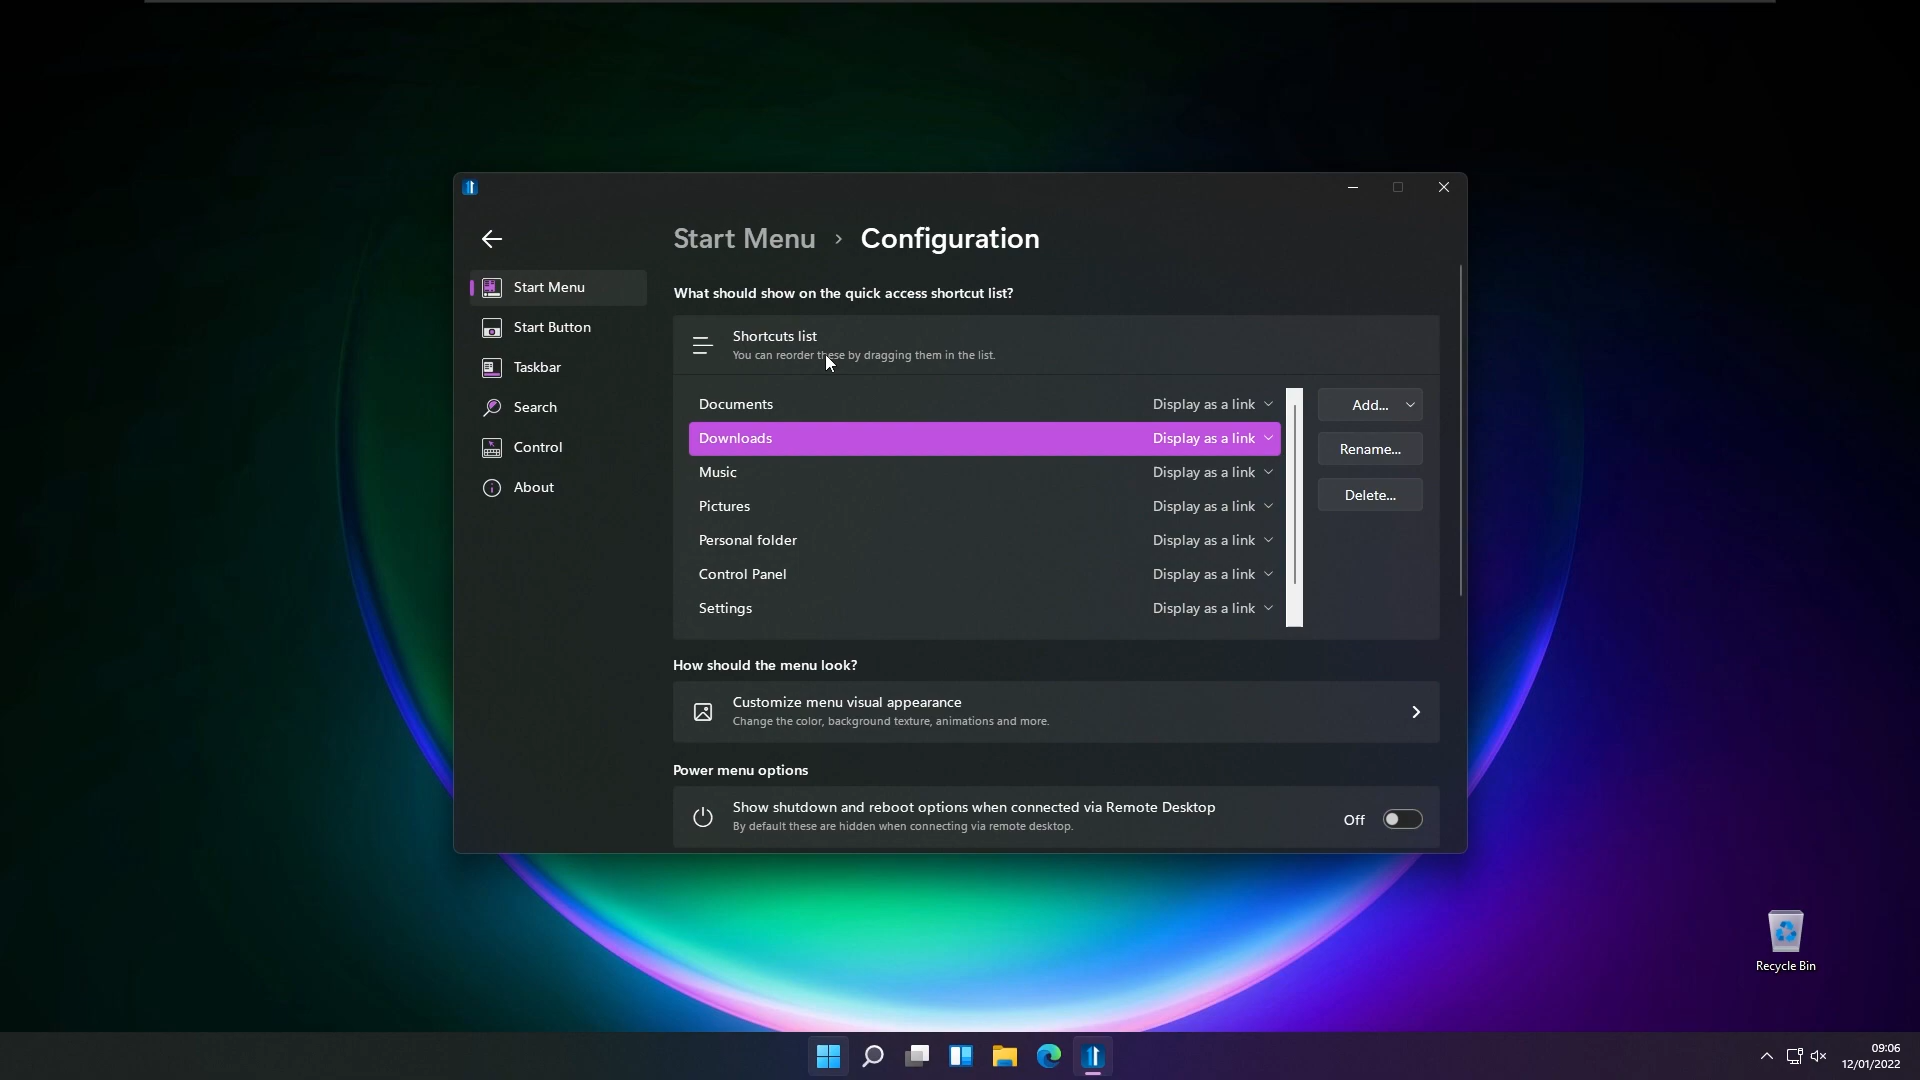 Start Menu › Configuration
Start Menu
Start Button
Taskbar
Search
Control
About
What should show on the quick access shortcut list?
Shortcuts list
You can reorder these by dragging them in the list.
Documents Display as a link
Downloads Display as a link
Music Display as a link
Pictures Display as a link
Personal folder Display as a link
Control Panel Display as a link
Settings Display as a link
Add...
Rename...
Delete...
How should the menu look?
Customize menu visual appearance
Change the color, background texture, animations and more.
Power menu options
Show shutdown and reboot options when connected via Remote Desktop
By default these are hidden when connecting via remote desktop.
Off
Recycle Bin
09:06
12/01/2022